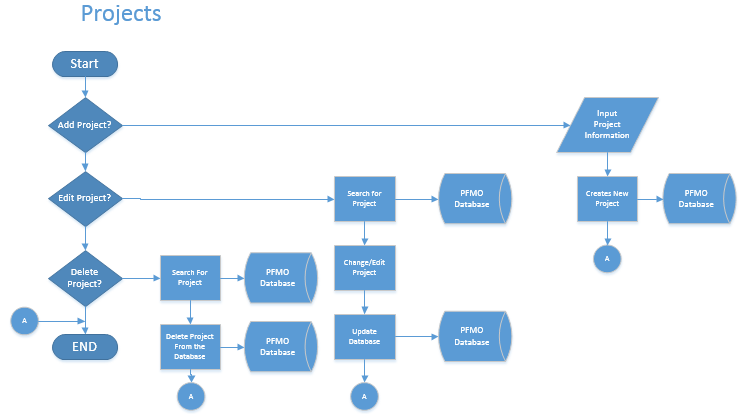 Projects
Start
Add Project?
Input
Project
Information
Edit Project?
Search for
Project
PFMO
Database
Creates New
Project
PFMO
Database
Delete
Project?
Search For
Project
PFMO
Database
Change/Edit
Project
A
A
END
Delete Project
From the
Database
PFMO
Database
Update
Database
PFMO
Database
A
A